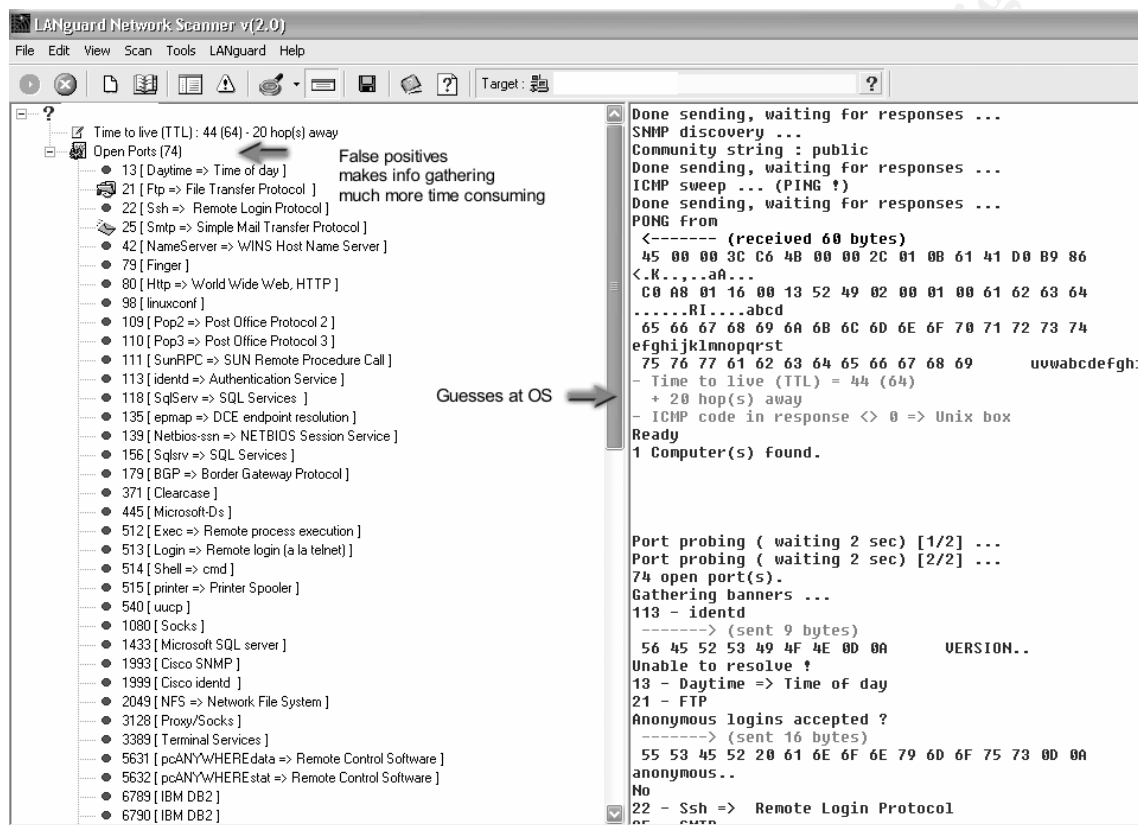 LANguard Network Scanner v(2.0)
File Edit View Scan Tools LANguard Help
Target : ?
?
Time to live (TTL) : 44 (64) - 20 hop(s) away
Open Ports (74)
False positives
makes info gathering
much more time consuming
13 [ Daytime => Time of day ]
21 [ Ftp => File Transfer Protocol ]
22 [ Ssh => Remote Login Protocol ]
25 [ Smtp => Simple Mail Transfer Protocol ]
42 [ NameServer => WINS Host Name Server ]
79 [ Finger ]
80 [ Http => World Wide Web, HTTP ]
98 [ linuxconf ]
109 [ Pop2 => Post Office Protocol 2 ]
110 [ Pop3 => Post Office Protocol 3 ]
111 [ SunRPC => SUN Remote Procedure Call ]
113 [ identd => Authentication Service ]
118 [ SqlServ => SQL Services ]
135 [ epmap => DCE endpoint resolution ]
139 [ Netbios-ssn => NETBIOS Session Service ]
156 [ Sqlsrv => SQL Services ]
179 [ BGP => Border Gateway Protocol ]
371 [ Clearcase ]
445 [ Microsoft-Ds ]
512 [ Exec => Remote process execution ]
513 [ Login => Remote login (a la telnet) ]
514 [ Shell => cmd ]
515 [ printer => Printer Spooler ]
540 [ uucp ]
1080 [ Socks ]
1433 [ Microsoft SQL server ]
1993 [ Cisco SNMP ]
1999 [ Cisco identd ]
2049 [ NFS => Network File System ]
3128 [ Proxy/Socks ]
3389 [ Terminal Services ]
5631 [ pcANYWHEREdata => Remote Control Software ]
5632 [ pcANYWHEREstat => Remote Control Software ]
6789 [ IBM DB2 ]
6790 [ IBM DB2 ]
Guesses at OS
Done sending, waiting for responses ...
SNMP discovery ...
Community string : public
Done sending, waiting for responses ...
ICMP sweep ... (PING !)
Done sending, waiting for responses ...
PONG from
<------- (received 60 bytes)
45 00 00 3C C6 4B 00 00 2C 01 0B 61 41 D0 B9 86
<.K..,..aA...
C0 A8 01 16 00 13 52 49 02 00 01 00 61 62 63 64
......RI....abcd
65 66 67 68 69 6A 6B 6C 6D 6E 6F 70 71 72 73 74
efghijklmnopqrst
75 76 77 61 62 63 64 65 66 67 68 69 uvwabcdefghi
- Time to live (TTL) = 44 (64)
+ 20 hop(s) away
- ICMP code in response <> 0 => Unix box
Ready
1 Computer(s) found.
Port probing ( waiting 2 sec) [1/2] ...
Port probing ( waiting 2 sec) [2/2] ...
74 open port(s).
Gathering banners ...
113 - identd
-------> (sent 9 bytes)
56 45 52 53 49 4F 4E 0D 0A VERSION..
Unable to resolve !
13 - Daytime => Time of day
21 - FTP
Anonymous logins accepted ?
-------> (sent 16 bytes)
55 53 45 52 20 61 6E 6F 6E 79 6D 6F 75 73 0D 0A
anonymous..
No
22 - Ssh => Remote Login Protocol